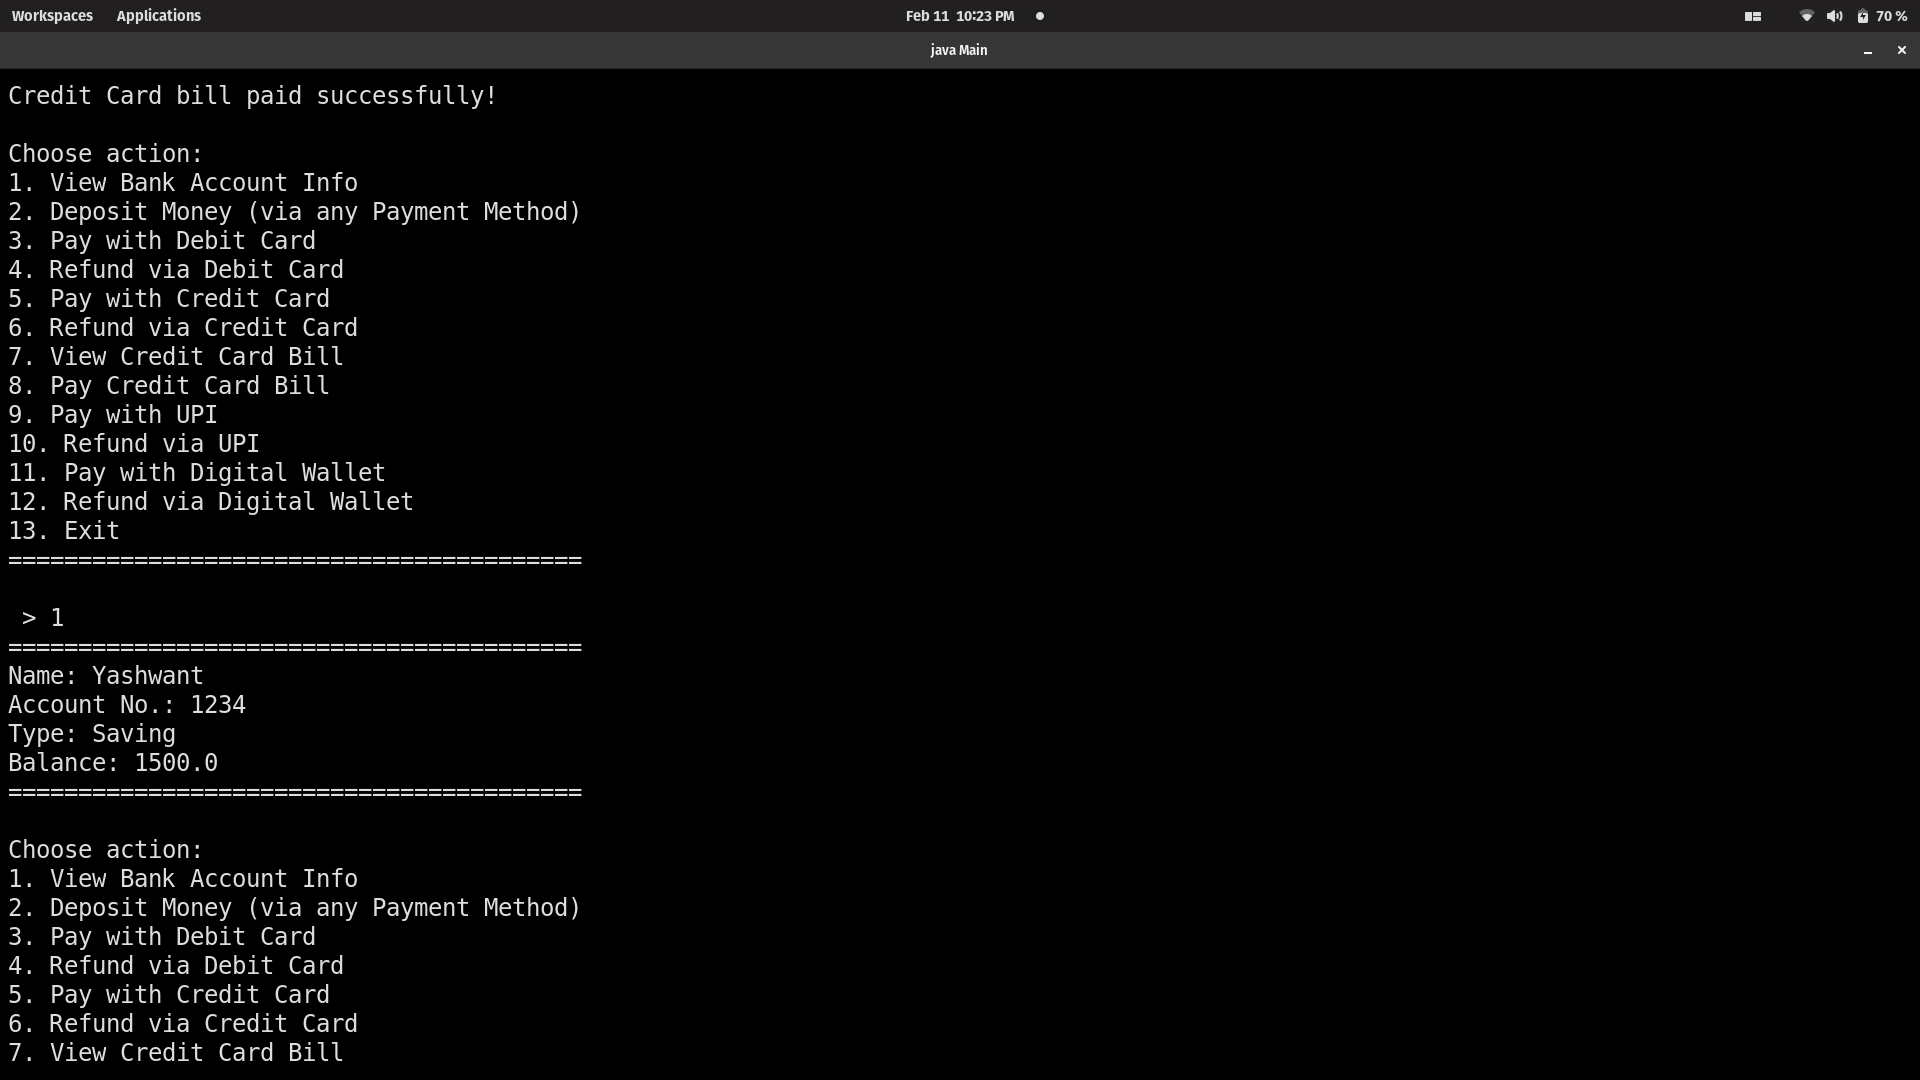 Workspaces Applications Feb 11 10:23 PM 70 %
java Main
Credit Card bill paid successfully!
Choose action:
1. View Bank Account Info
2. Deposit Money (via any Payment Method)
3. Pay with Debit Card
4. Refund via Debit Card
5. Pay with Credit Card
6. Refund via Credit Card
7. View Credit Card Bill
8. Pay Credit Card Bill
9. Pay with UPI
10. Refund via UPI
11. Pay with Digital Wallet
12. Refund via Digital Wallet
13. Exit
=========================================
> 1
=========================================
Name: Yashwant
Account No.: 1234
Type: Saving
Balance: 1500.0
=========================================
Choose action:
1. View Bank Account Info
2. Deposit Money (via any Payment Method)
3. Pay with Debit Card
4. Refund via Debit Card
5. Pay with Credit Card
6. Refund via Credit Card
7. View Credit Card Bill